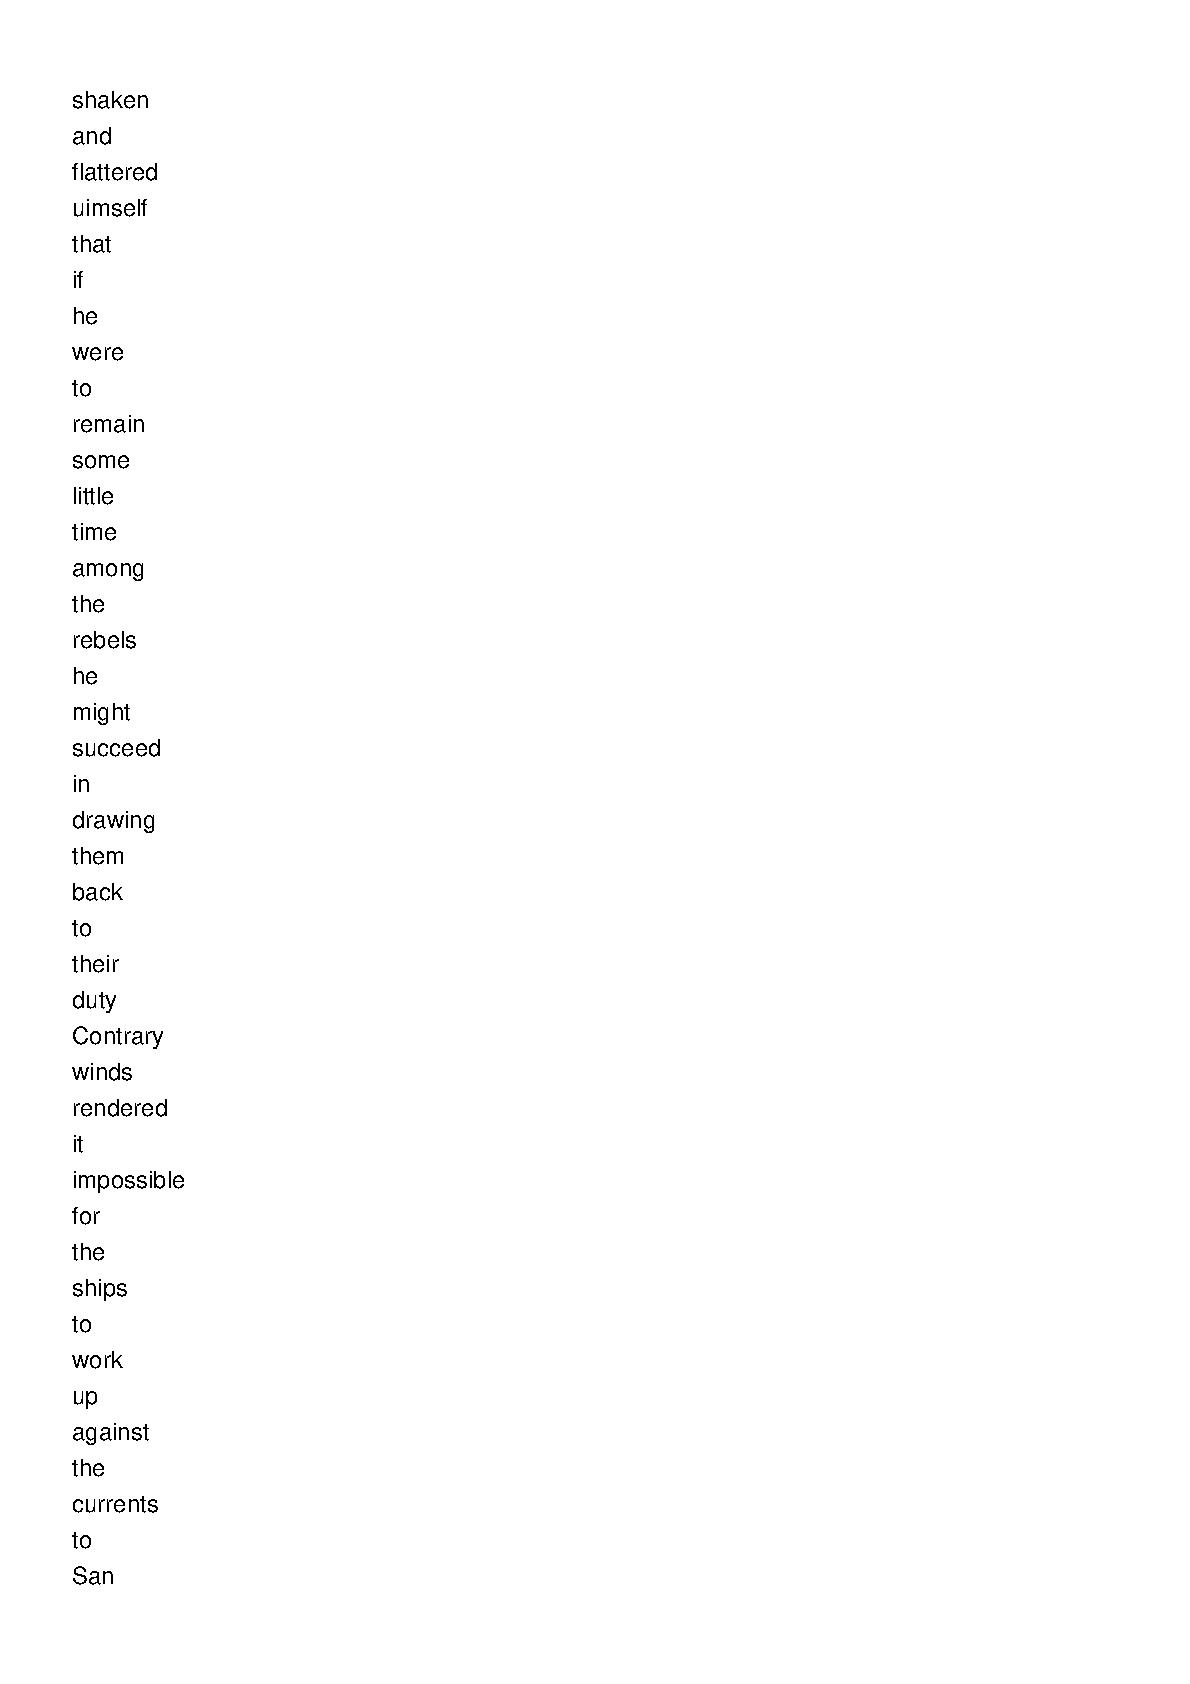 shaken
and
flattered
uimself
that
if
he
were
to
remain
some
little
time
among
the
rebels
he
might
succeed
in
drawing
them
back
to
their
duty
Contrary
winds
rendered
it
impossible
for
the
ships
to
work
up
against
the
currents
to
San